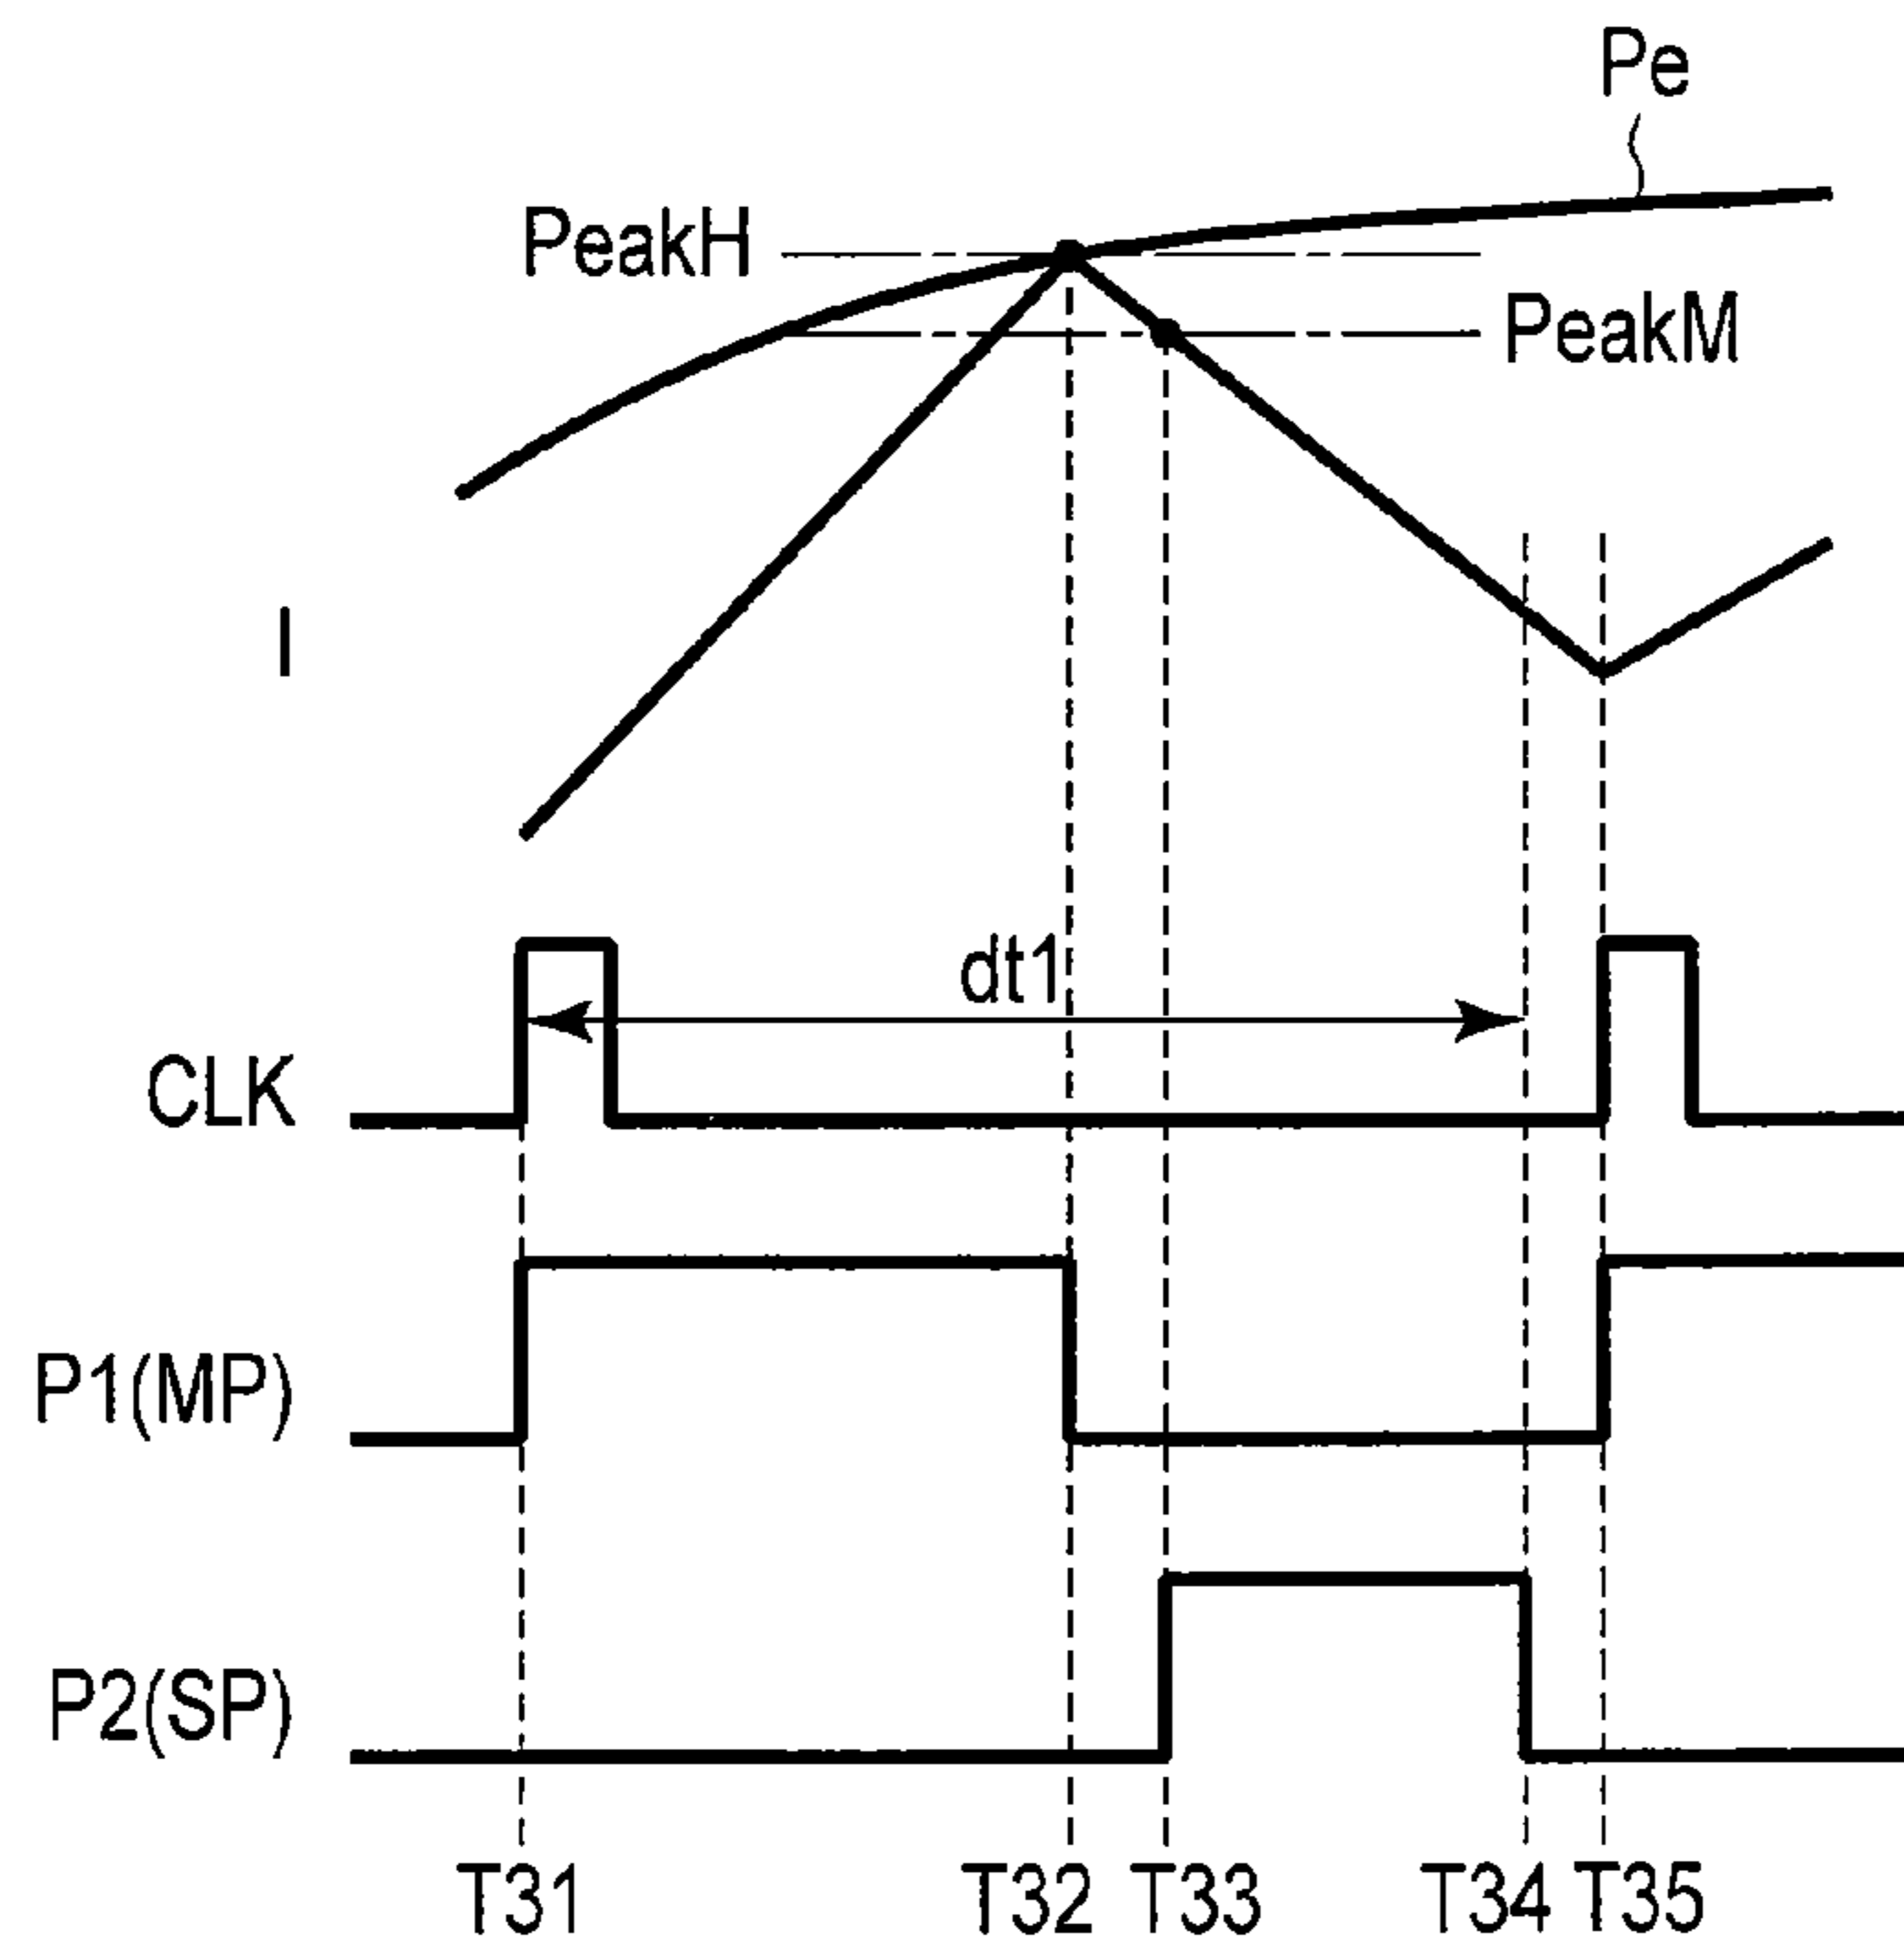 Pe
PeakH
PeakM
I
dt1
CLK
P1(MP)
P2(SP)
T31 T32 T33 T34 T35